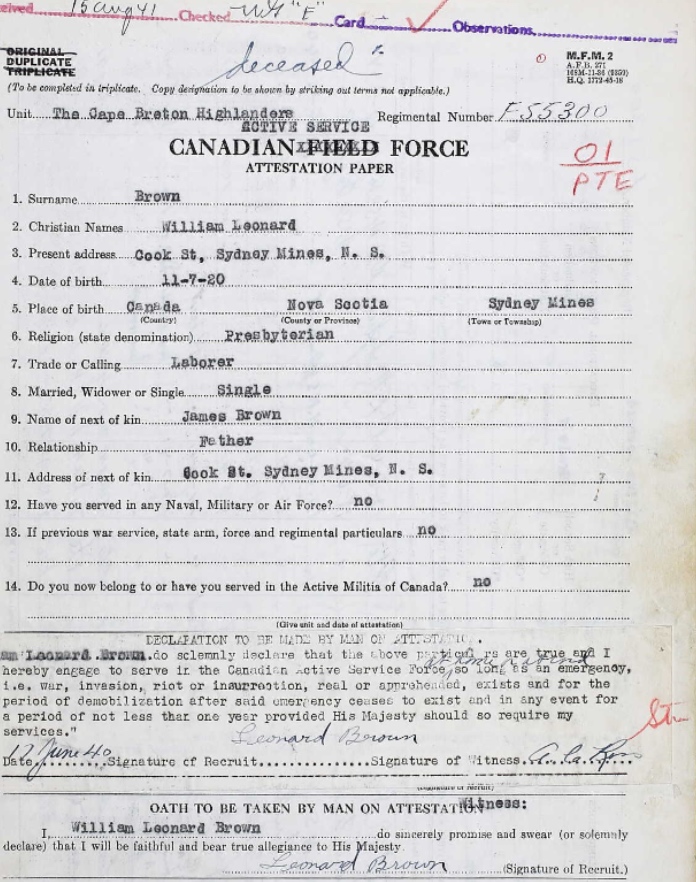 15 Aug 41 Checked "E" Card Observations
ORIGINAL
DUPLICATE
TRIPLICATE
deceased
M.F.M. 2
A.F.B. 271
H.Q. 1772-45-18
(To be completed in triplicate. Copy designation to be shown by striking out terms not applicable.)
Unit The Cape Breton Highlanders Regimental Number F55300
ACTIVE SERVICE
CANADIAN FIELD FORCE
ATTESTATION PAPER
01
PTE
1. Surname Brown
2. Christian Names William Leonard
3. Present address Cook St, Sydney Mines, N. S.
4. Date of birth 11-7-20
5. Place of birth Canada Nova Scotia Sydney Mines
(Country) (County or Province) (Town or Township)
6. Religion (state denomination) Presbyterian
7. Trade or Calling Laborer
8. Married, Widower or Single Single
9. Name of next of kin James Brown
10. Relationship Father
11. Address of next of kin Cook St. Sydney Mines, N. S.
12. Have you served in any Naval, Military or Air Force? no
13. If previous war service, state arm, force and regimental particulars no
14. Do you now belong to or have you served in the Active Militia of Canada? no
(Give unit and date of attestation)
DECLARATION TO BE MADE BY MAN ON ATTESTATION.
am Leonard Brown do solemnly declare that the above particulars are true and I
hereby engage to serve in the Canadian Active Service Force, so long as an emergency,
i.e. war, invasion, riot or insurrection, real or apprehended, exists and for the
period of demobilization after said emergency ceases to exist and in any event for
a period of not less than one year provided His Majesty should so require my
services."
Leonard Brown
Date 12 June 40 Signature of Recruit Signature of Witness
OATH TO BE TAKEN BY MAN ON ATTESTATION Witness:
I, William Leonard Brown do sincerely promise and swear (or solemnly
declare) that I will be faithful and bear true allegiance to His Majesty
Leonard Brown (Signature of Recruit.)